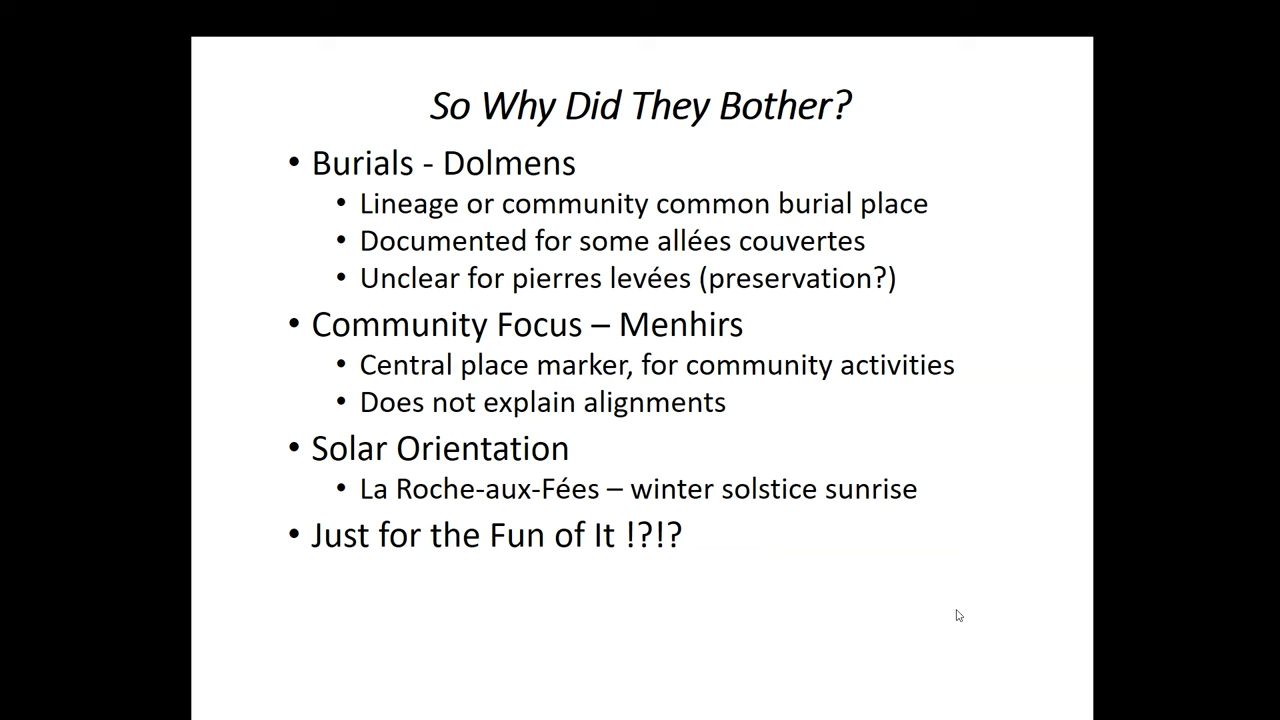 So Why Did They Bother?
• Burials - Dolmens
• Lineage or community common burial place
• Documented for some allées couvertes
• Unclear for pierres levées (preservation?)
• Community Focus – Menhirs
• Central place marker, for community activities
• Does not explain alignments
• Solar Orientation
• La Roche-aux-Fées – winter solstice sunrise
• Just for the Fun of It !?!?